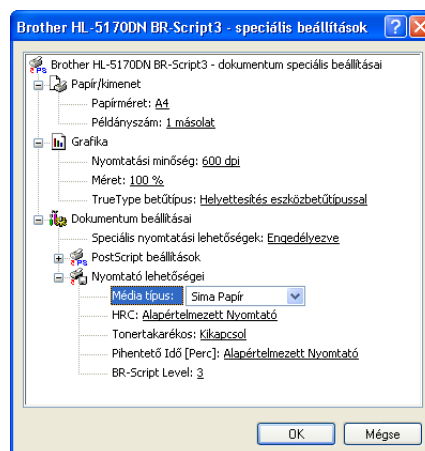 Brother HL-5170DN BR-Script3 - speciális beállítások
Brother HL-5170DN BR-Script3 - dokumentum speciális beállításai
Papír/kimenet
Papírméret: A4
Példányszám: 1 másolat
Grafika
Nyomtatási minőség: 600 dpi
Méret: 100 %
TrueType betűtípus: Helyettesítés eszközbetűtípussal
Dokumentum beállításai
Speciális nyomtatási lehetőségek: Engedélyezve
PostScript beállítások
Nyomtató lehetőségei
Média típus: Sima Papír
HRC: Alapértelmezett Nyomtató
Tonertakarékos: Kikapcsol
Pihentető Idő [Perc]: Alapértelmezett Nyomtató
BR-Script Level: 3
OK Mégse